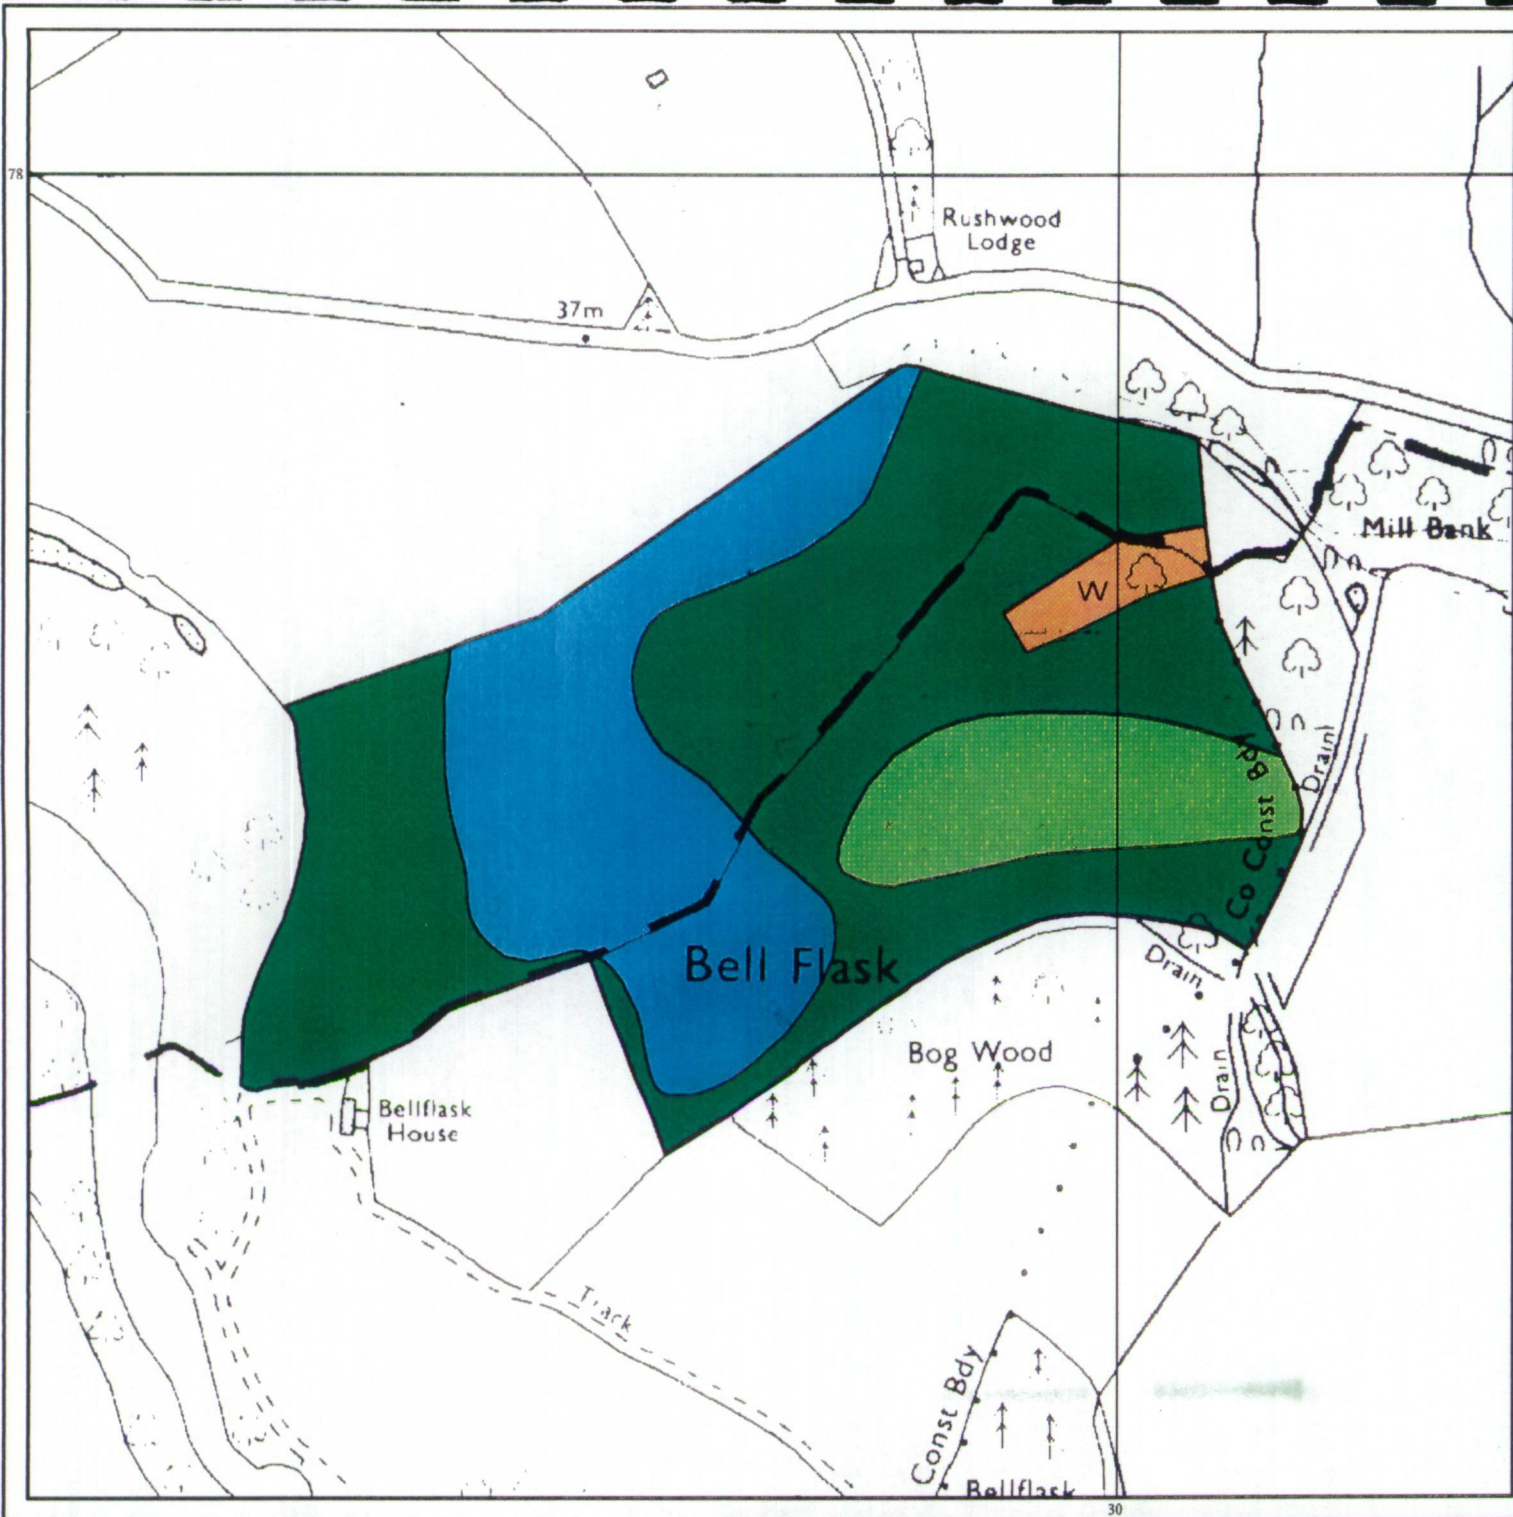 78
Rushwood
Lodge
37m
Mill Bank
W
Co Const Bdy
Drain
Bell Flask
Drain
Bog Wood
Drain
Bellflask
House
Track
Const Bdy
Bellflask
30